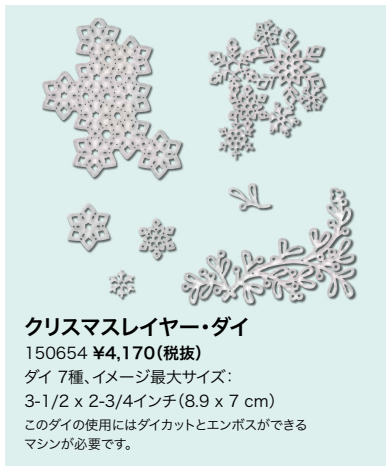 クリスマスレイヤー・ダイ
150654 ¥4,170（税抜）
ダイ 7種、イメージ最大サイズ：
3-1/2 x 2-3/4インチ（8.9 x 7 cm）
このダイの使用にはダイカットとエンボスができる
マシンが必要です。